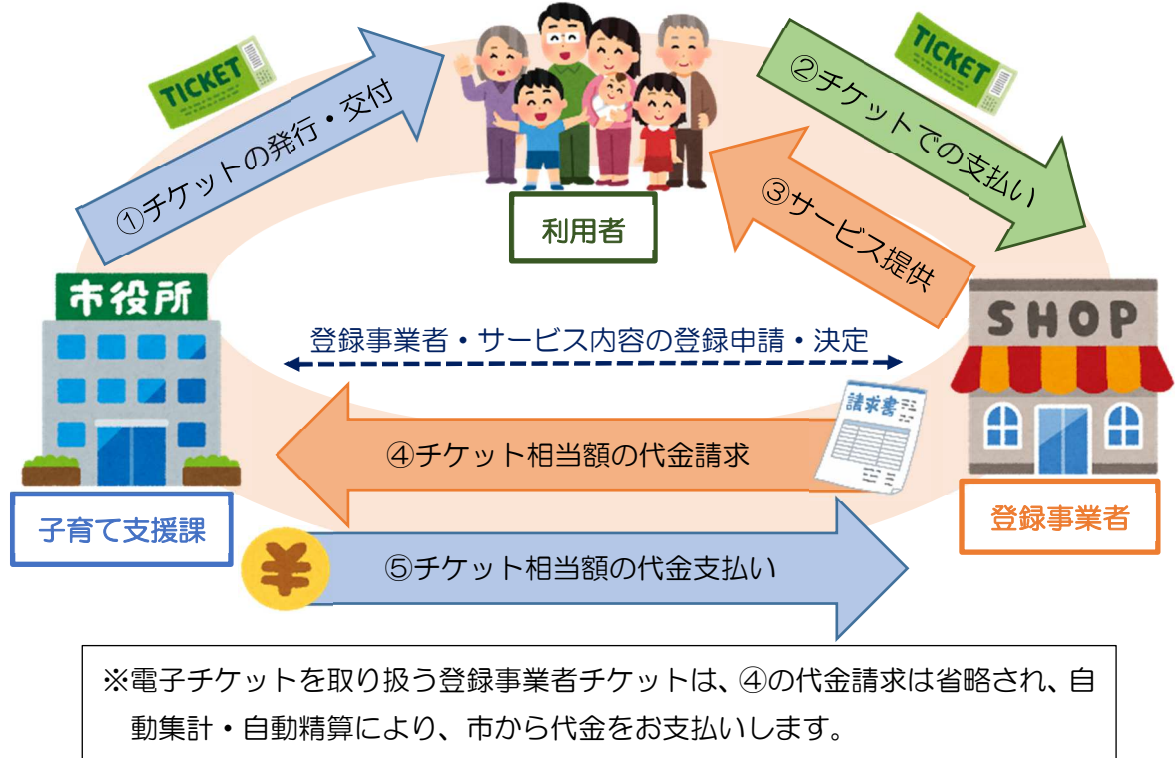 TICKET
TICKET
①チケットの発行・交付
②チケットでの支払い
③サービス提供
利用者
市役所
SHOP
登録事業者・サービス内容の登録申請・決定
請求書
④チケット相当額の代金請求
子育て支援課
登録事業者
¥
⑤チケット相当額の代金支払い
※電子チケットを取り扱う登録事業者チケットは、④の代金請求は省略され、自
動集計・自動精算により、市から代金をお支払いします。